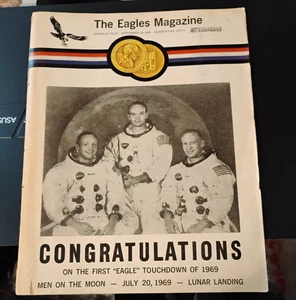 The Eagles Magazine
CONGRATULATIONS
ON THE FIRST "EAGLE" TOUCHDOWN OF 1969
MEN ON THE MOON — JULY 20, 1969 — LUNAR LANDING
ASUS